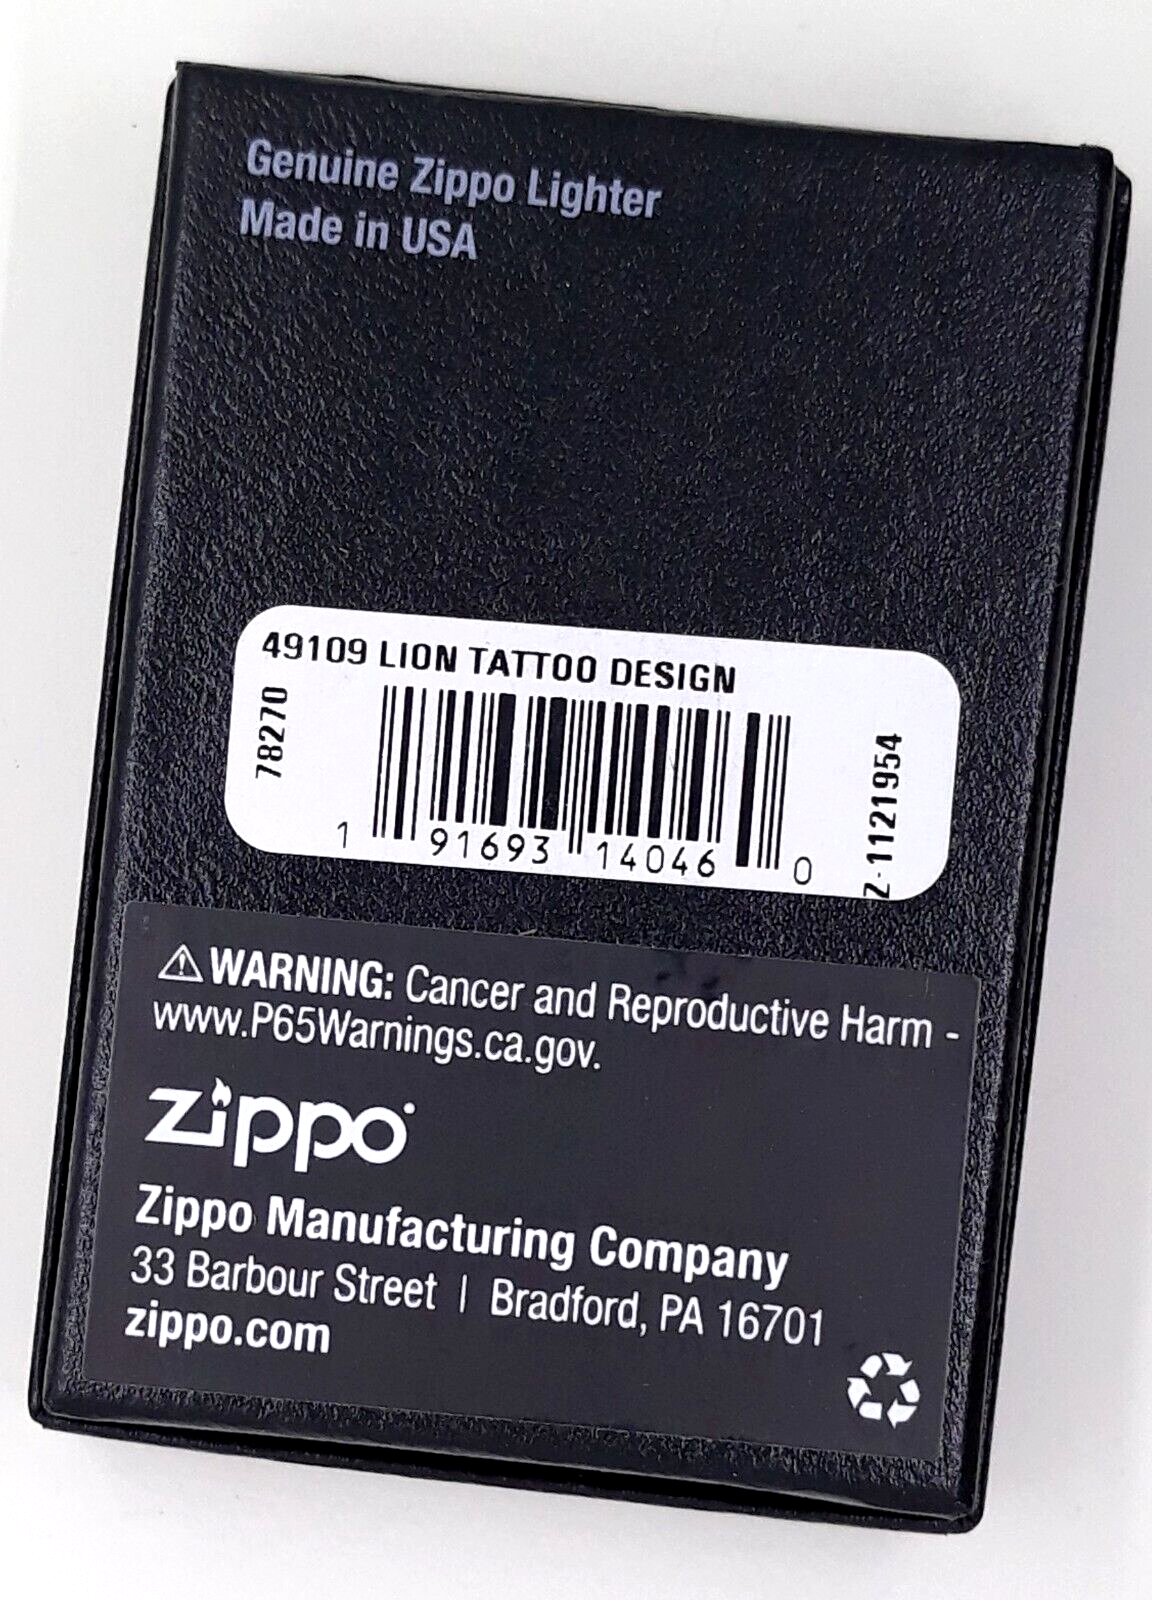 Genuine Zippo Lighter
Made in USA
49109 LION TATTOO DESIGN
78270
1 91693 14046 0
Z-1121954
WARNING: Cancer and Reproductive Harm -
www.P65Warnings.ca.gov.
zippo
Zippo Manufacturing Company
33 Barbour Street | Bradford, PA 16701
zippo.com